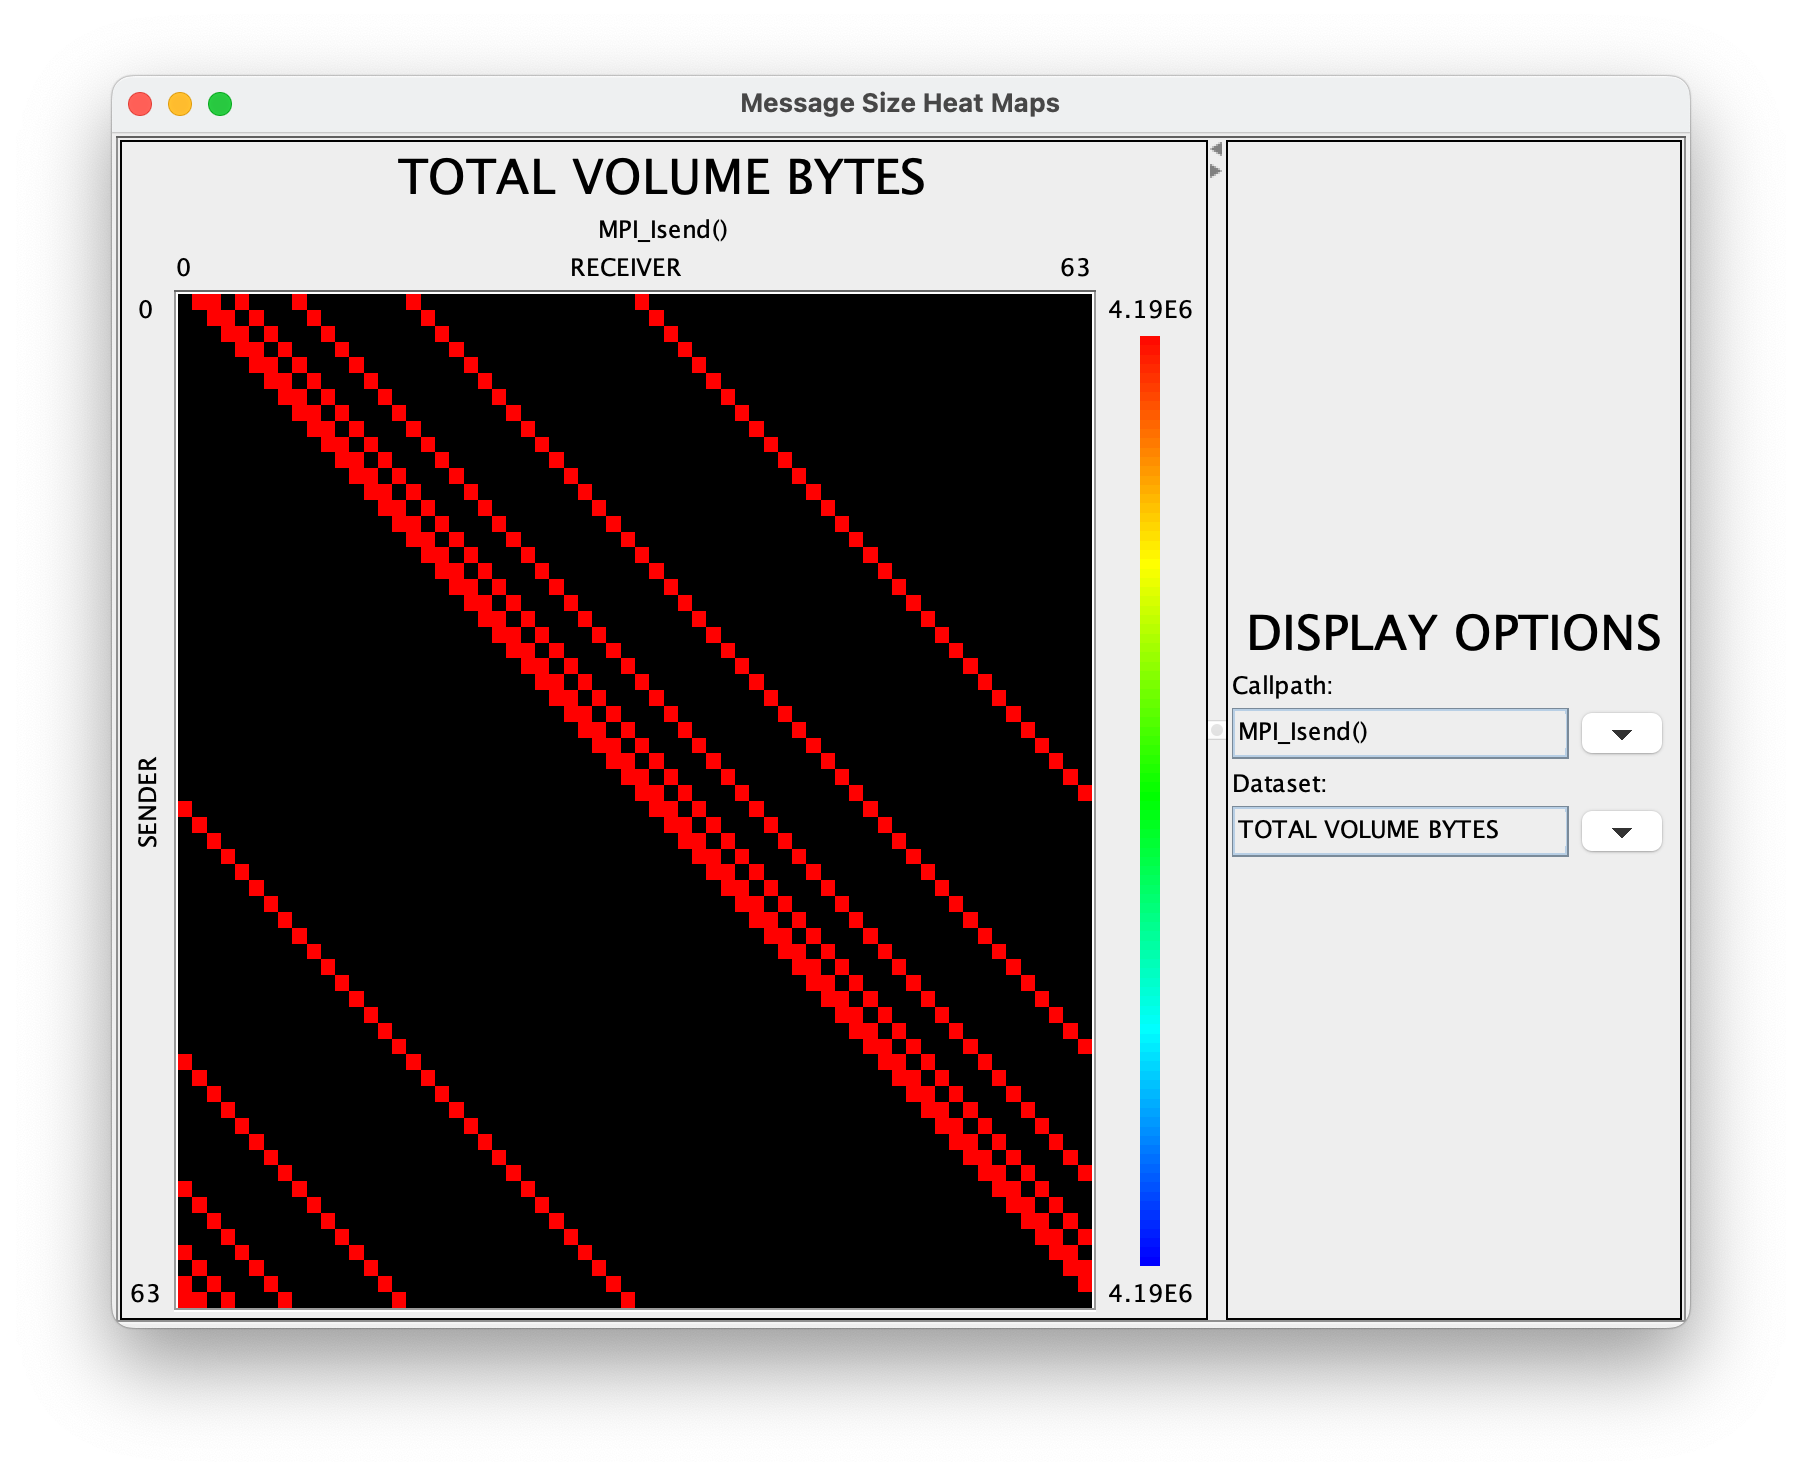 Message Size Heat Maps
TOTAL VOLUME BYTES
MPI_Isend()
0 RECEIVER 63
0
SENDER
63
4.19E6
4.19E6
DISPLAY OPTIONS
Callpath:
MPI_Isend()
Dataset:
TOTAL VOLUME BYTES